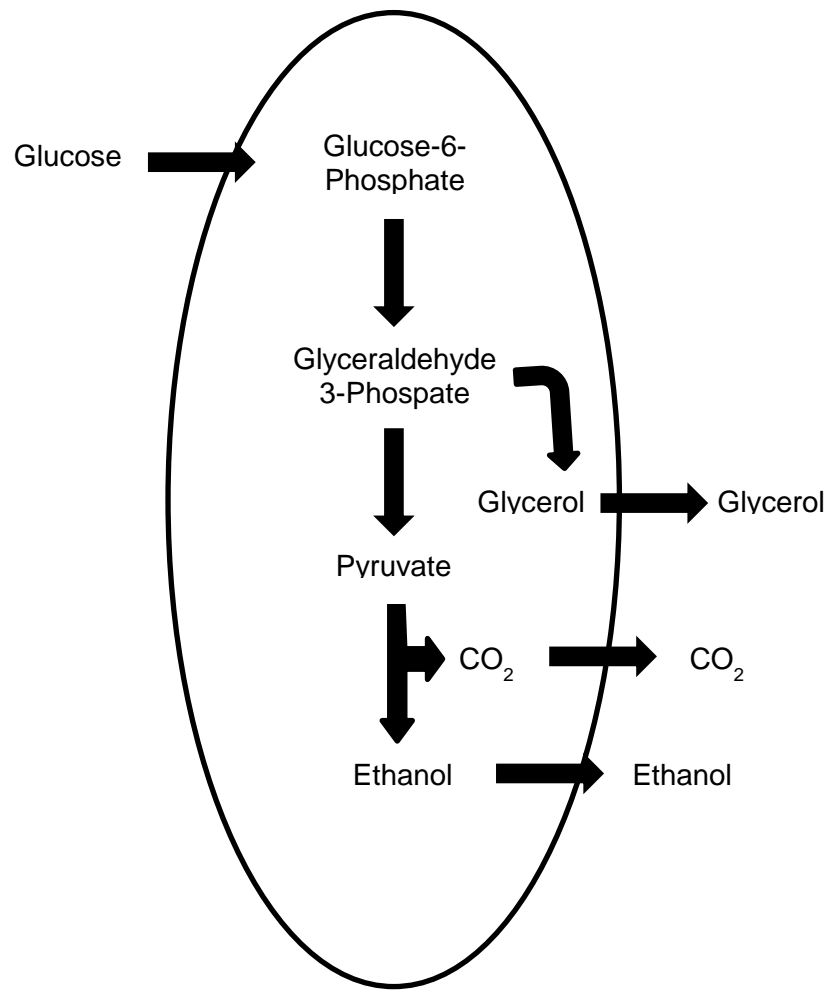 Glucose
Glucose-6-
Phosphate
Glyceraldehyde
3-Phospate
Glycerol
Glycerol
Pyruvate
CO₂
CO₂
Ethanol
Ethanol